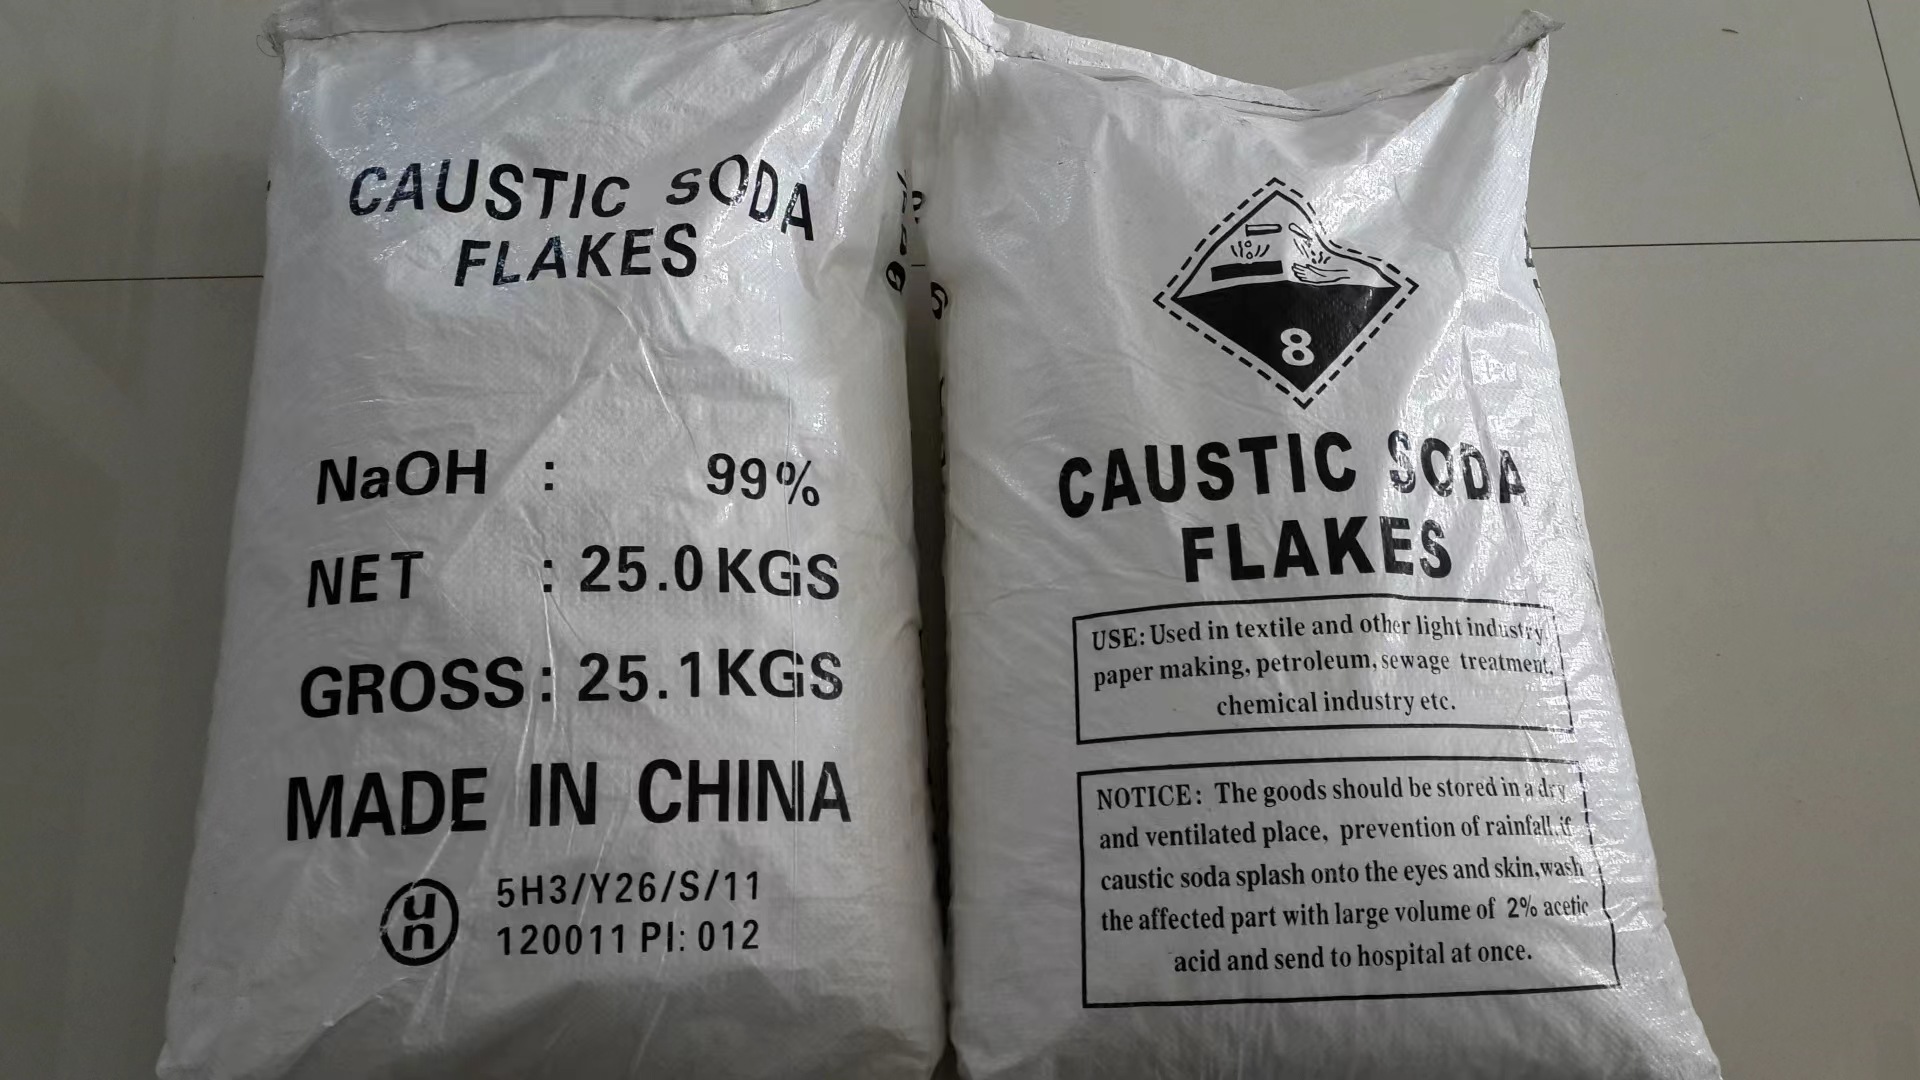 CAUSTIC SODA
FLAKES
NaOH : 99%
NET : 25.0KGS
GROSS: 25.1KGS
MADE IN CHINA
un
5H3/Y26/S/11
120011 PI: 012
8
CAUSTIC SODA
FLAKES
USE: Used in textile and other light industry
paper making, petroleum, sewage treatment,
chemical industry etc.
NOTICE: The goods should be stored in a dry
and ventilated place, prevention of rainfall,if
caustic soda splash onto the eyes and skin,wash
the affected part with large volume of 2% acetic
acid and send to hospital at once.